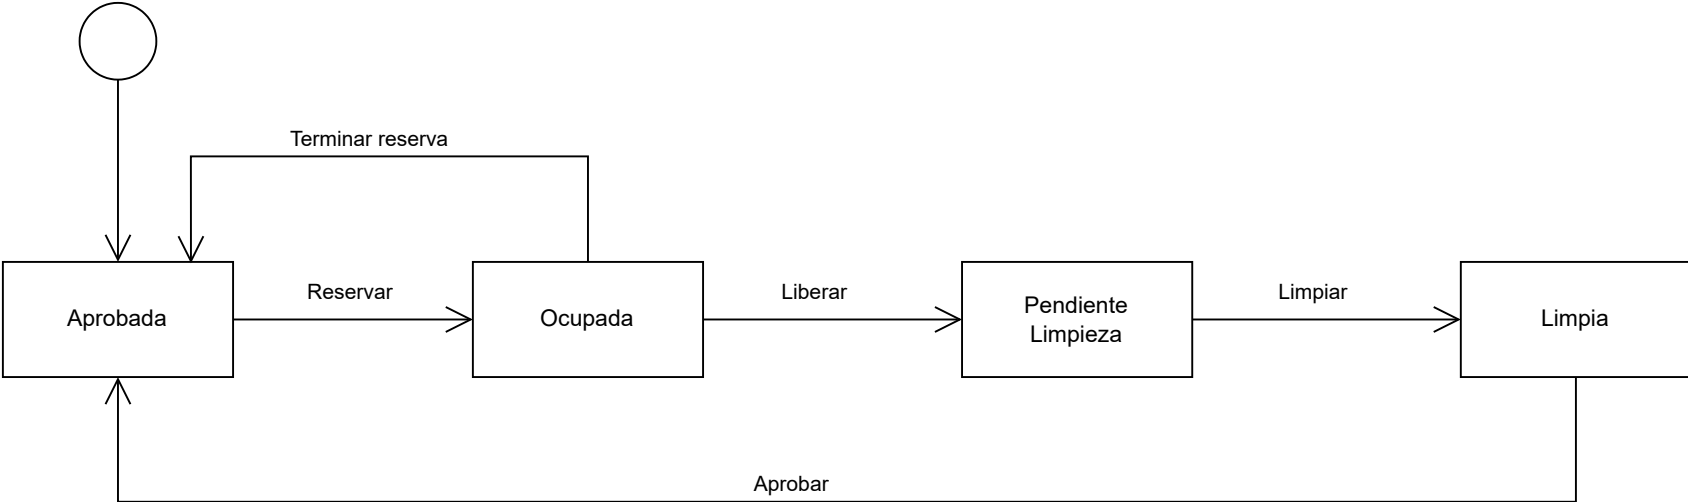 Terminar reserva
Reservar
Liberar
Limpiar
Aprobada
Ocupada
Pendiente
Limpieza
Limpia
Aprobar